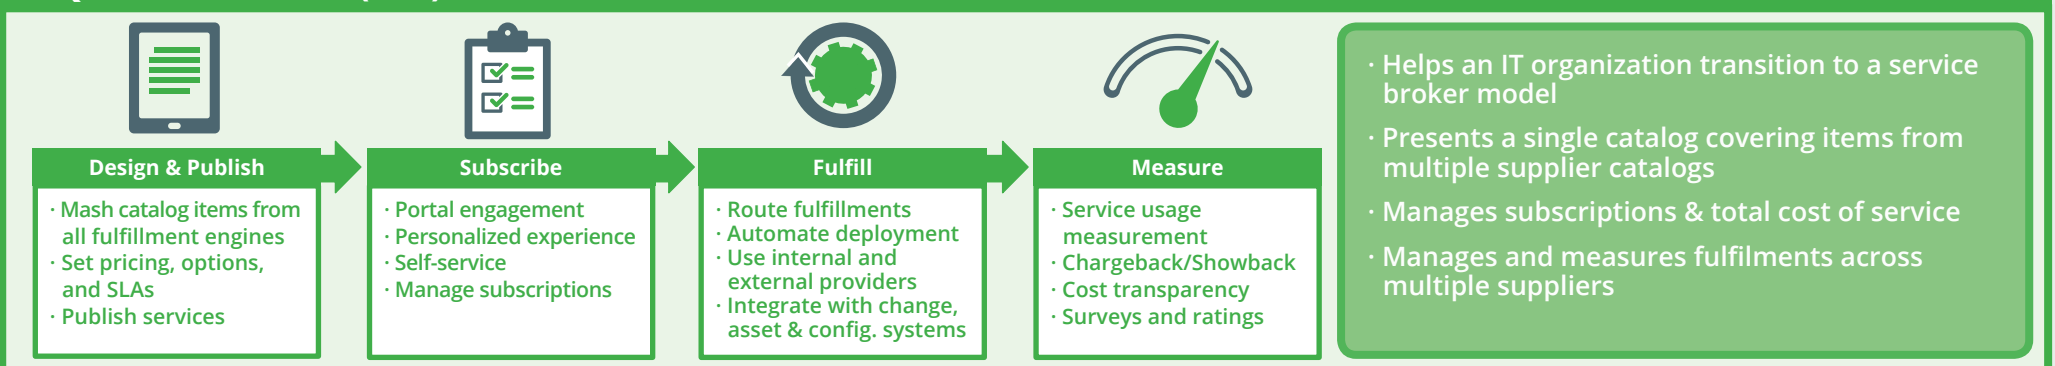 Design & Publish
· Mash catalog items from
all fulfillment engines
· Set pricing, options,
and SLAs
· Publish services
Subscribe
· Portal engagement
· Personalized experience
· Self-service
· Manage subscriptions
Fulfill
· Route fulfillments
· Automate deployment
· Use internal and
external providers
· Integrate with change,
asset & config. systems
Measure
· Service usage
measurement
· Chargeback/Showback
· Cost transparency
· Surveys and ratings
· Helps an IT organization transition to a service
broker model
· Presents a single catalog covering items from
multiple supplier catalogs
· Manages subscriptions & total cost of service
· Manages and measures fulfilments across
multiple suppliers